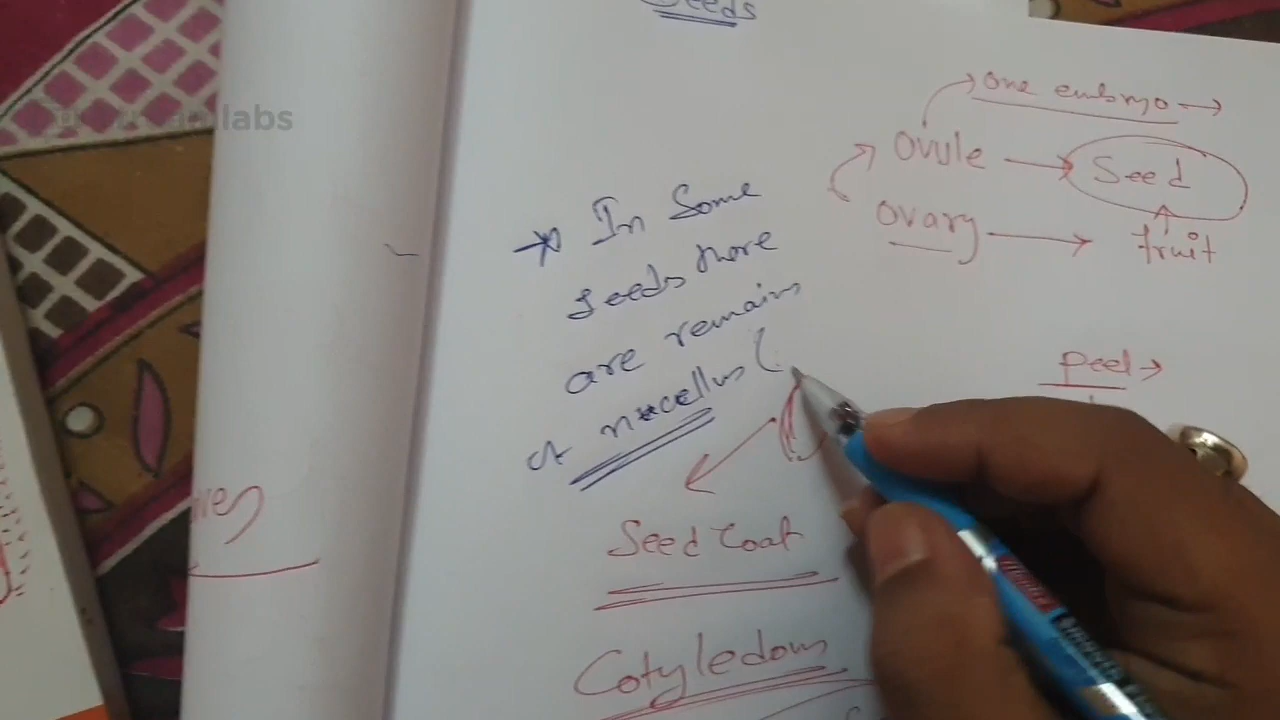 Seeds
labs
One embryo →
Ovule → Seed
Ovary → fruit
→ In Some
seeds there
are remains
of nucellus (
peel →
Seed Coat
Cotyledons